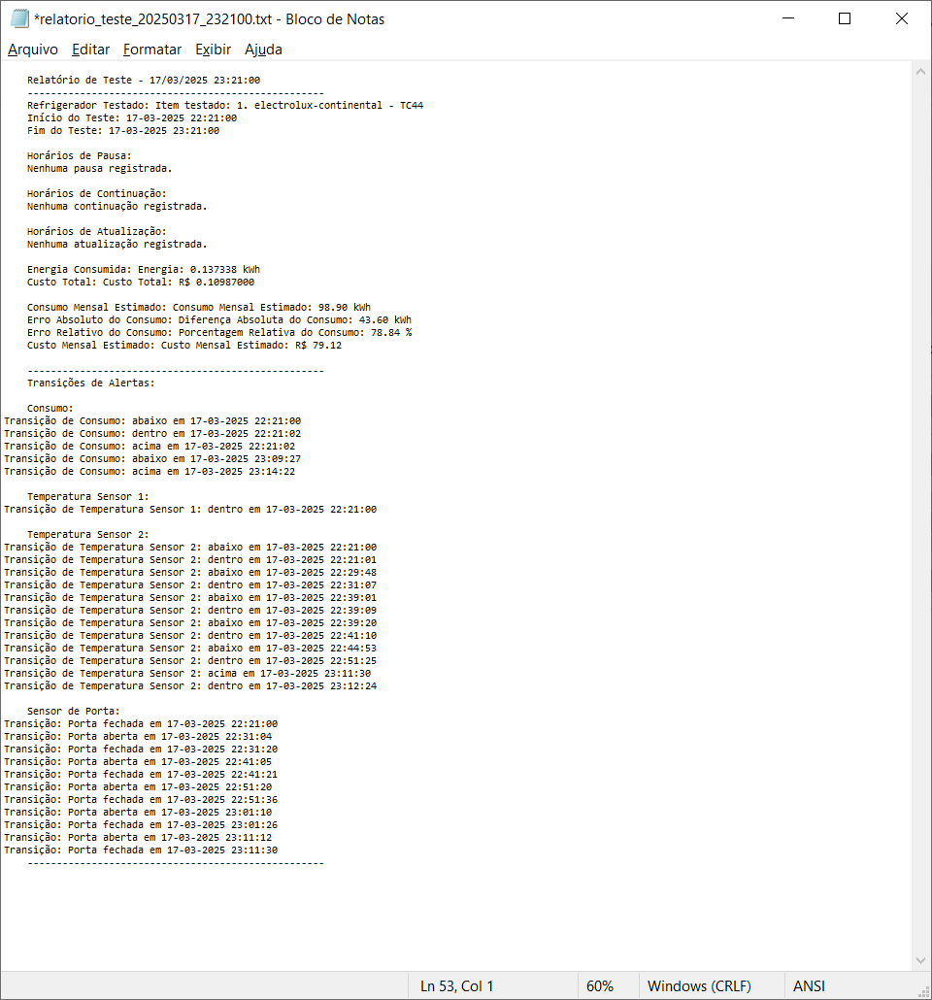 *relatorio_teste_20250317_232100.txt - Bloco de Notas
Arquivo Editar Formatar Exibir Ajuda
Relatório de Teste - 17/03/2025 23:21:00
---------------------------------------------------
Refrigerador Testado: Item testado: 1. electrolux-continental - TC44
Início do Teste: 17-03-2025 22:21:00
Fim do Teste: 17-03-2025 23:21:00
Horários de Pausa:
Nenhuma pausa registrada.
Horários de Continuação:
Nenhuma continuação registrada.
Horários de Atualização:
Nenhuma atualização registrada.
Energia Consumida: Energia: 0.137338 kWh
Custo Total: Custo Total: R$ 0.10987000
Consumo Mensal Estimado: Consumo Mensal Estimado: 98.90 kWh
Erro Absoluto do Consumo: Diferença Absoluta do Consumo: 43.60 kWh
Erro Relativo do Consumo: Porcentagem Relativa do Consumo: 78.84 %
Custo Mensal Estimado: Custo Mensal Estimado: R$ 79.12
---------------------------------------------------
Transições de Alertas:
Consumo:
Transição de Consumo: abaixo em 17-03-2025 22:21:00
Transição de Consumo: dentro em 17-03-2025 22:21:02
Transição de Consumo: acima em 17-03-2025 22:21:02
Transição de Consumo: abaixo em 17-03-2025 23:09:27
Transição de Consumo: acima em 17-03-2025 23:14:22
Temperatura Sensor 1:
Transição de Temperatura Sensor 1: dentro em 17-03-2025 22:21:00
Temperatura Sensor 2:
Transição de Temperatura Sensor 2: abaixo em 17-03-2025 22:21:00
Transição de Temperatura Sensor 2: dentro em 17-03-2025 22:21:01
Transição de Temperatura Sensor 2: abaixo em 17-03-2025 22:29:48
Transição de Temperatura Sensor 2: dentro em 17-03-2025 22:31:07
Transição de Temperatura Sensor 2: abaixo em 17-03-2025 22:39:01
Transição de Temperatura Sensor 2: dentro em 17-03-2025 22:39:09
Transição de Temperatura Sensor 2: abaixo em 17-03-2025 22:39:20
Transição de Temperatura Sensor 2: dentro em 17-03-2025 22:41:10
Transição de Temperatura Sensor 2: abaixo em 17-03-2025 22:44:53
Transição de Temperatura Sensor 2: dentro em 17-03-2025 22:51:25
Transição de Temperatura Sensor 2: acima em 17-03-2025 23:11:30
Transição de Temperatura Sensor 2: dentro em 17-03-2025 23:12:24
Sensor de Porta:
Transição: Porta fechada em 17-03-2025 22:21:00
Transição: Porta aberta em 17-03-2025 22:31:04
Transição: Porta fechada em 17-03-2025 22:31:20
Transição: Porta aberta em 17-03-2025 22:41:05
Transição: Porta fechada em 17-03-2025 22:41:21
Transição: Porta aberta em 17-03-2025 22:51:20
Transição: Porta fechada em 17-03-2025 22:51:36
Transição: Porta aberta em 17-03-2025 23:01:10
Transição: Porta fechada em 17-03-2025 23:01:26
Transição: Porta aberta em 17-03-2025 23:11:12
Transição: Porta fechada em 17-03-2025 23:11:30
---------------------------------------------------
Ln 53, Col 1 60% Windows (CRLF) ANSI